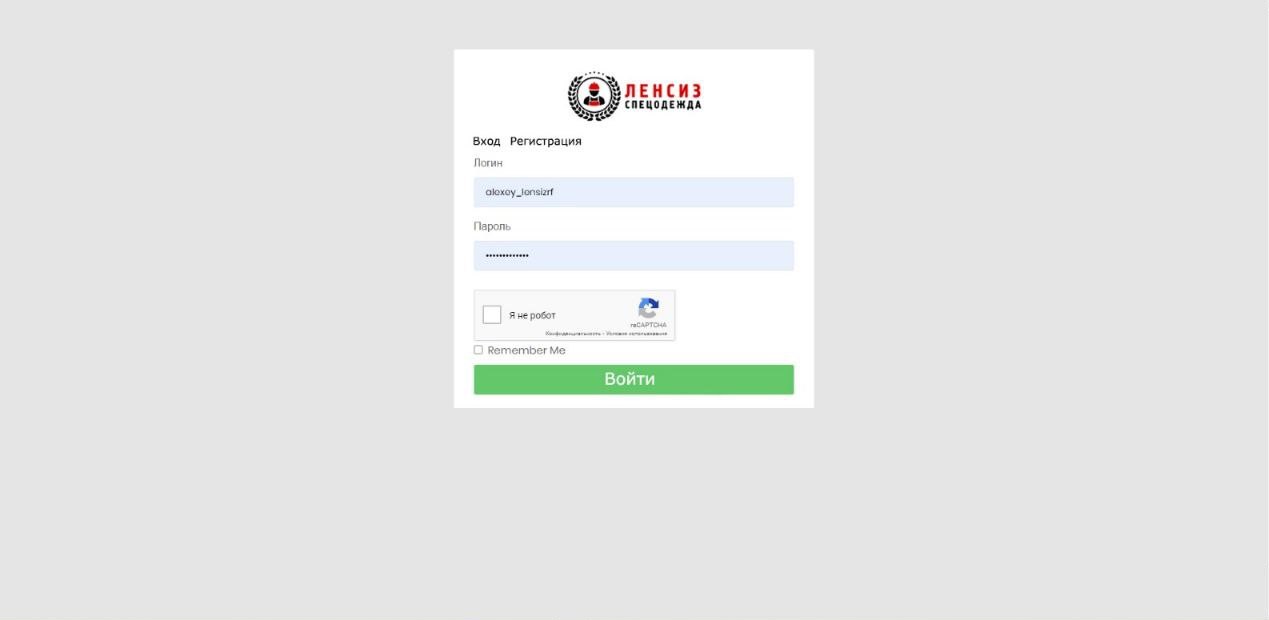 ЛЕНСИЗ
СПЕЦОДЕЖДА
Вход Регистрация
Логин
alexey_lensizrf
Пароль
•••••••••••••
Я не робот
reCAPTCHA
Конфиденциальность - Условия использования
Remember Me
Войти